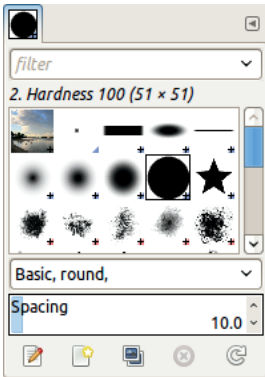 filter
2. Hardness 100 (51 × 51)
Basic, round,
Spacing
10.0